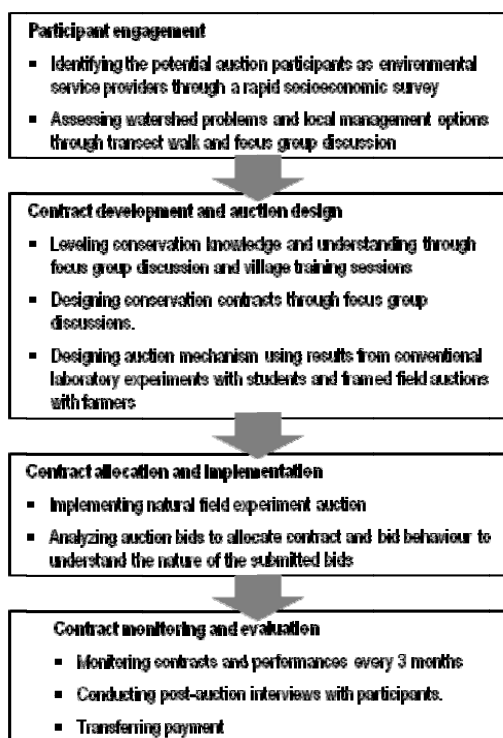 Participant engagement
▪ Identifying the potential auction participants as environmental
service providers through a rapid socioeconomic survey
▪ Assessing watershed problems and local management options
through transect walk and focus group discussion
Contract development and auction design
▪ Leveling conservation knowledge and understanding through
focus group discussion and village training sessions
▪ Designing conservation contracts through focus group
discussions.
▪ Designing auction mechanism using results from conventional
laboratory experiments with students and framed field auctions
with farmers
Contract allocation and implementation
▪ Implementing natural field experiment auction
▪ Analyzing auction bids to allocate contract and bid behaviour to
understand the nature of the submitted bids
Contract monitoring and evaluation
▪ Monitoring contracts and performances every 3 months
▪ Conducting post-auction interviews with participants.
▪ Transferring payment